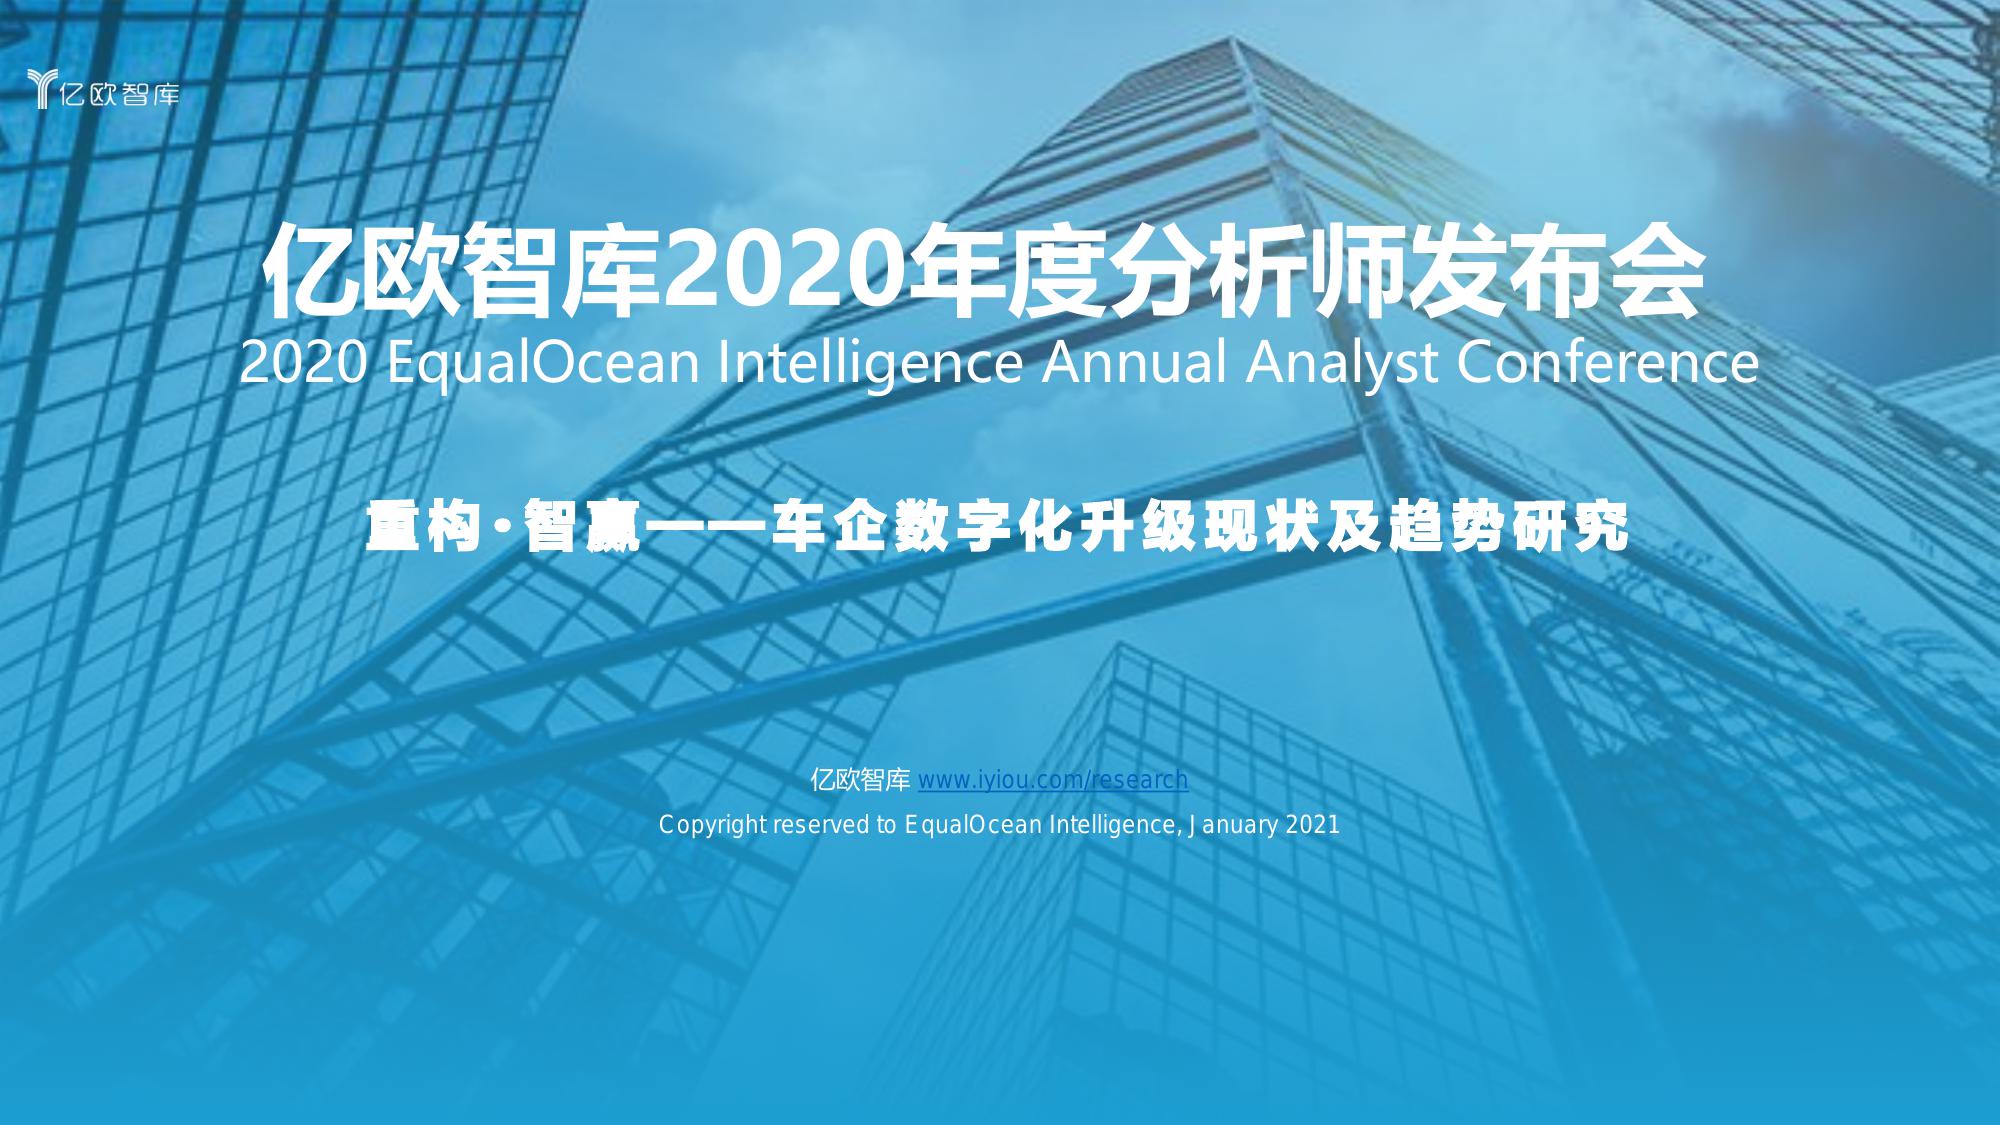 亿欧智库
亿欧智库2020年度分析师发布会
2020 EqualOcean Intelligence Annual Analyst Conference
重构·智赢——车企数字化升级现状及趋势研究
亿欧智库 www.iyiou.com/research
Copyright reserved to EqualOcean Intelligence, January 2021